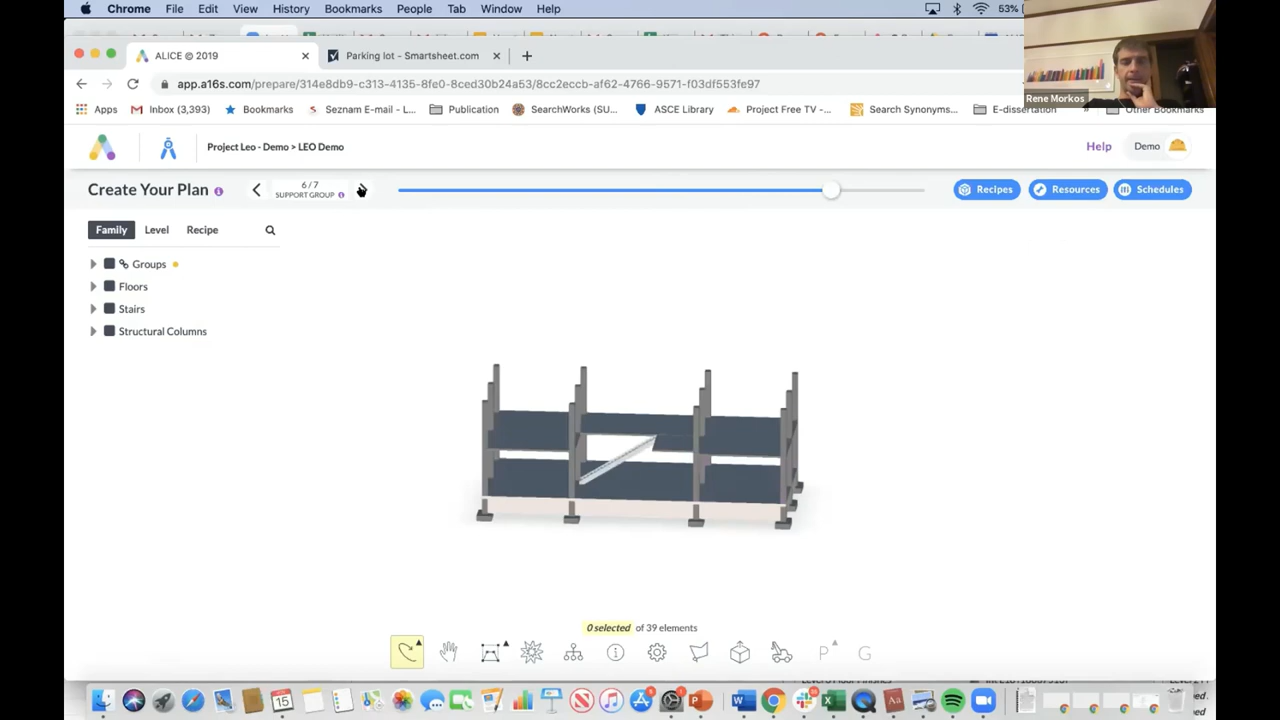 Chrome File Edit View History Bookmarks People Tab Window Help 53%
Rene Morkos
ALICE © 2019
Parking lot - Smartsheet.com
app.a16s.com/prepare/314e8db9-c313-4135-8fe0-8ced30b24a53/8cc2eccb-af62-4766-9571-f03df553fe97
Apps Inbox (3,393) Bookmarks Reznan E-mail - L... Publication SearchWorks (SU... ASCE Library Project Free TV -... Search Synonyms... E-dissertation Other Bookmarks
Project Leo - Demo > LEO Demo
Help Demo
Create Your Plan
6 / 7
SUPPORT GROUP
Recipes Resources Schedules
Family Level Recipe
Groups
Floors
Stairs
Structural Columns
0 selected of 39 elements
P G
15